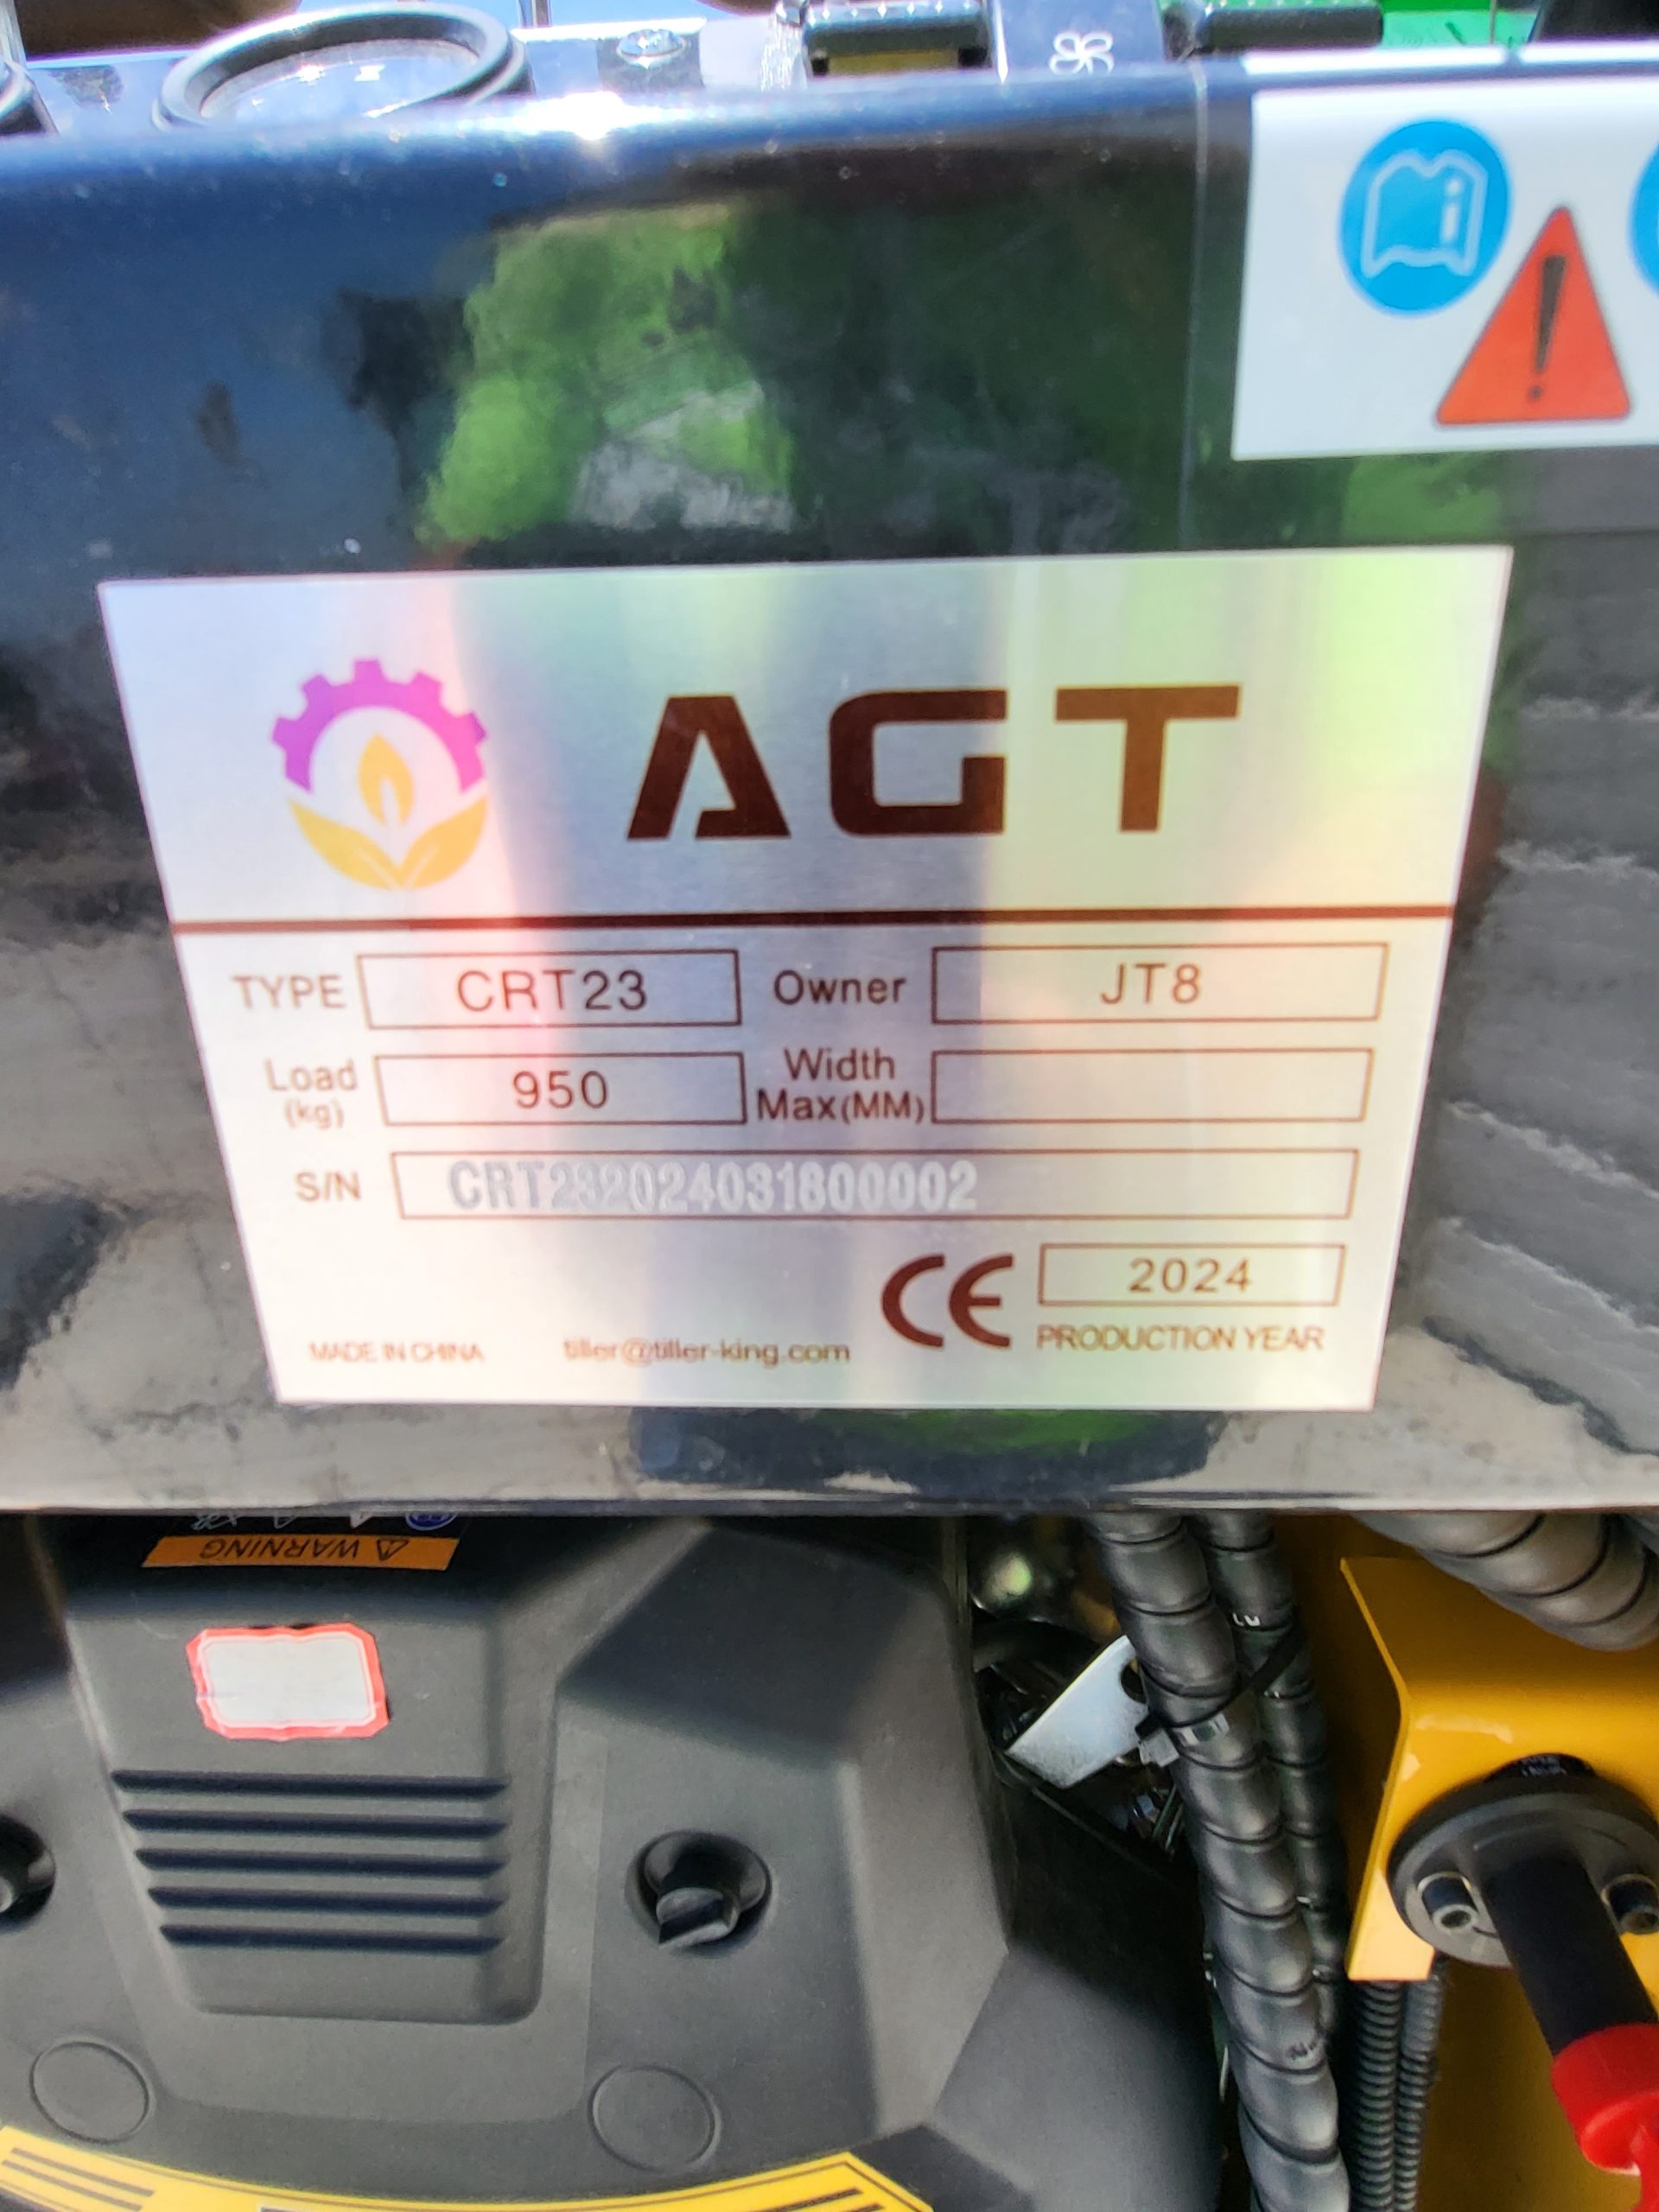 AGT
TYPE CRT23 Owner JT8
Load (kg) 950 Width Max(MM)
S/N CRT232024031800002
CE 2024
MADE IN CHINA tiller@tiller-king.com PRODUCTION YEAR
WARNING